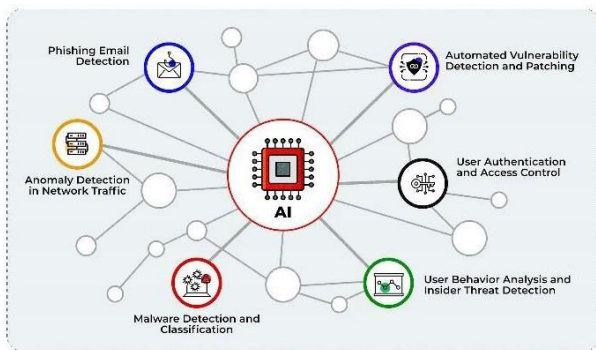 Phishing Email
Detection
Automated Vulnerability
Detection and Patching
Anomaly Detection
in Network Traffic
AI
User Authentication
and Access Control
User Behavior Analysis and
Insider Threat Detection
Malware Detection and
Classification